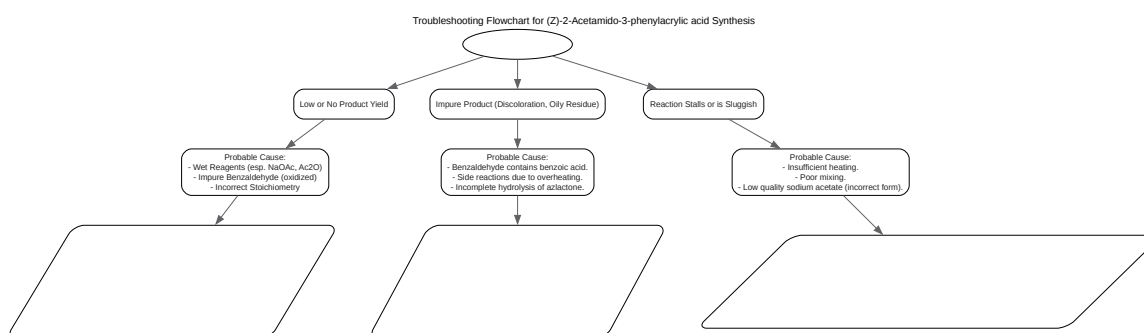 Troubleshooting Flowchart for (Z)-2-Acetamido-3-phenylacrylic acid Synthesis
Low or No Product Yield
Impure Product (Discoloration, Oily Residue)
Reaction Stalls or is Sluggish
Probable Cause:
- Wet Reagents (esp. NaOAc, Ac2O)
- Impure Benzaldehyde (oxidized)
- Incorrect Stoichiometry
Probable Cause:
- Benzaldehyde contains benzoic acid.
- Side reactions due to overheating.
- Incomplete hydrolysis of azlactone.
Probable Cause:
- Insufficient heating.
- Poor mixing.
- Low quality sodium acetate (incorrect form).